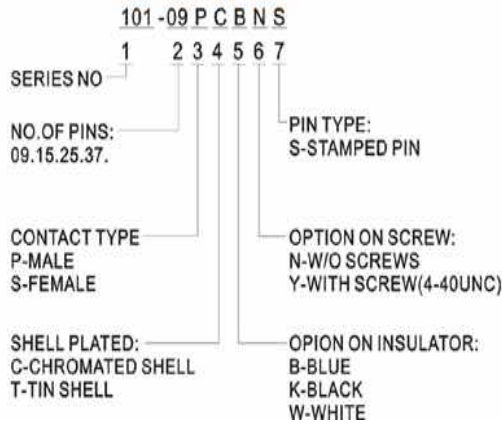 101-09 P C B N S
1 2 3 4 5 6 7
SERIES NO
NO.OF PINS:
09.15.25.37.
PIN TYPE:
S-STAMPED PIN
CONTACT TYPE
P-MALE
S-FEMALE
OPTION ON SCREW:
N-W/O SCREWS
Y-WITH SCREW(4-40UNC)
SHELL PLATED:
C-CHROMATED SHELL
T-TIN SHELL
OPION ON INSULATOR:
B-BLUE
K-BLACK
W-WHITE